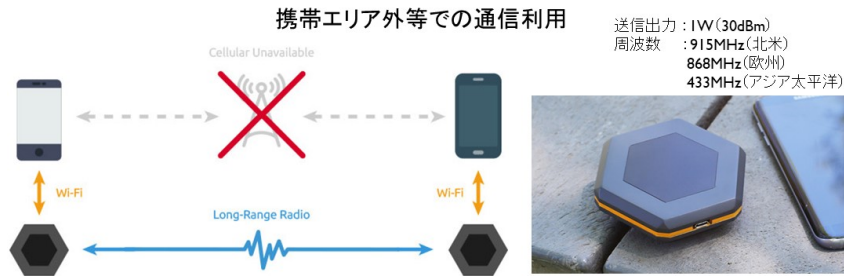 携帯エリア外等での通信利用
送信出力：1W（30dBm）
周波数　：915MHz（北米）
868MHz（欧州）
433MHz（アジア太平洋）
Cellular Unavailable
Wi-Fi
Wi-Fi
Long-Range Radio